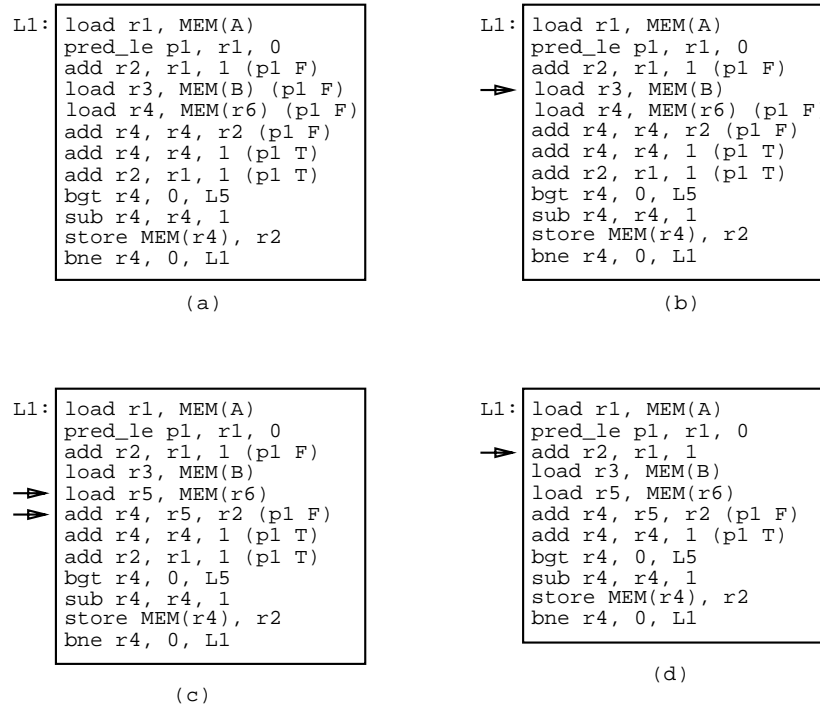 L1: load r1, MEM(A)
pred_le p1, r1, 0
add r2, r1, 1 (p1 F)
load r3, MEM(B) (p1 F)
load r4, MEM(r6) (p1 F)
add r4, r4, r2 (p1 F)
add r4, r4, 1 (p1 T)
add r2, r1, 1 (p1 T)
bgt r4, 0, L5
sub r4, r4, 1
store MEM(r4), r2
bne r4, 0, L1
(a)
L1: load r1, MEM(A)
pred_le p1, r1, 0
add r2, r1, 1 (p1 F)
load r3, MEM(B)
load r4, MEM(r6) (p1 F
add r4, r4, r2 (p1 F)
add r4, r4, 1 (p1 T)
add r2, r1, 1 (p1 T)
bgt r4, 0, L5
sub r4, r4, 1
store MEM(r4), r2
bne r4, 0, L1
(b)
L1: load r1, MEM(A)
pred_le p1, r1, 0
add r2, r1, 1 (p1 F)
load r3, MEM(B)
load r5, MEM(r6)
add r4, r5, r2 (p1 F)
add r4, r4, 1 (p1 T)
add r2, r1, 1 (p1 T)
bgt r4, 0, L5
sub r4, r4, 1
store MEM(r4), r2
bne r4, 0, L1
(c)
L1: load r1, MEM(A)
pred_le p1, r1, 0
add r2, r1, 1
load r3, MEM(B)
load r5, MEM(r6)
add r4, r5, r2 (p1 F)
add r4, r4, 1 (p1 T)
bgt r4, 0, L5
sub r4, r4, 1
store MEM(r4), r2
bne r4, 0, L1
(d)